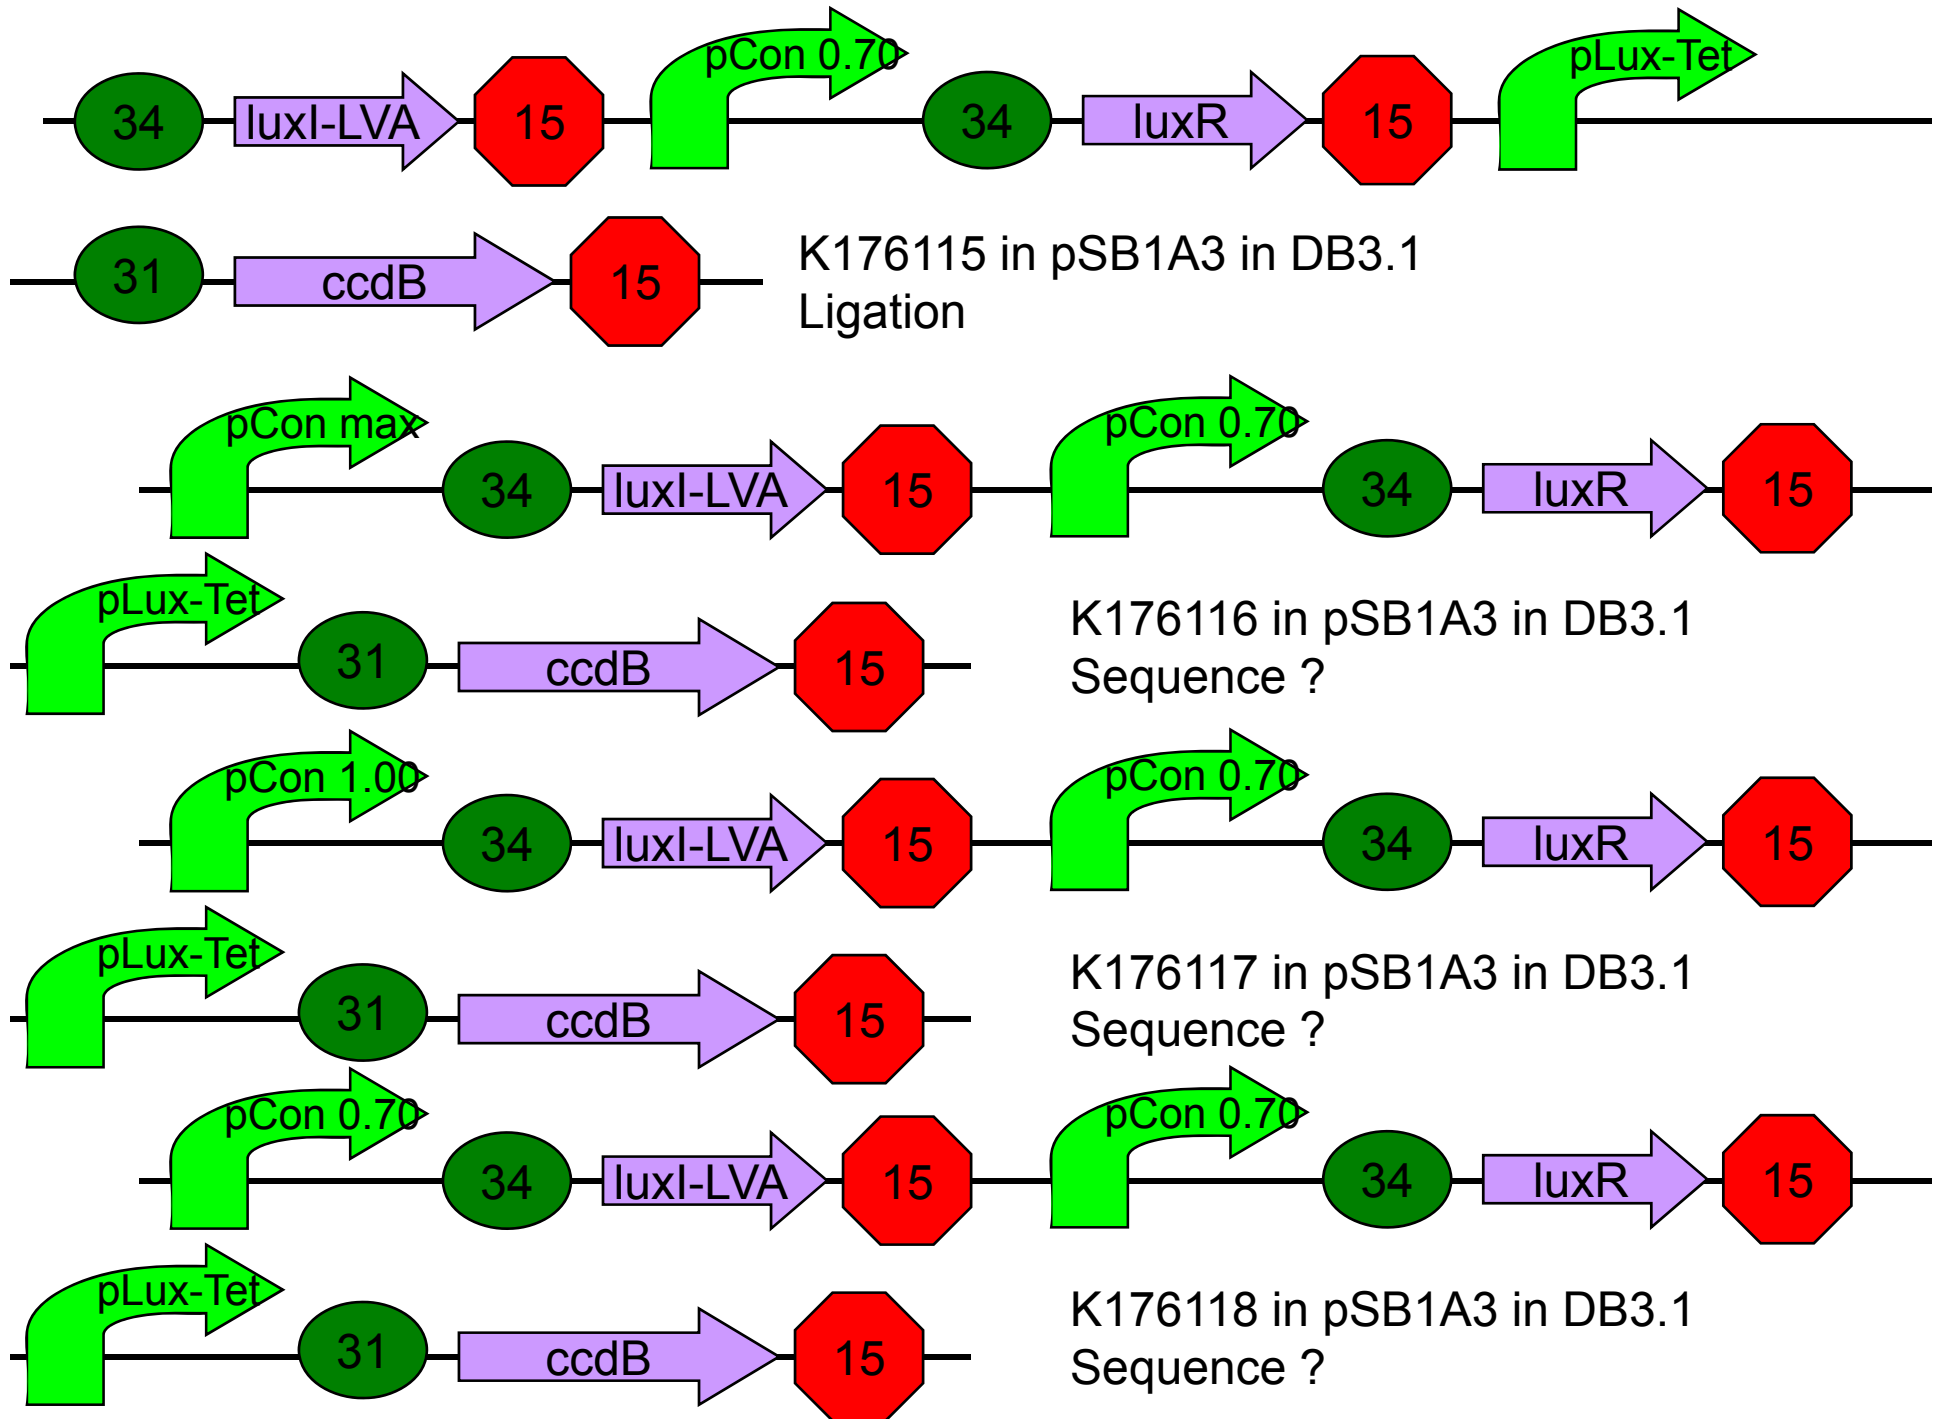 34 luxI-LVA 15 pCon 0.70 34 luxR 15 pLux-Tet
31 ccdB 15 K176115 in pSB1A3 in DB3.1
Ligation
pCon max 34 luxI-LVA 15 pCon 0.70 34 luxR 15
pLux-Tet 31 ccdB 15 K176116 in pSB1A3 in DB3.1
Sequence ?
pCon 1.00 34 luxI-LVA 15 pCon 0.70 34 luxR 15
pLux-Tet 31 ccdB 15 K176117 in pSB1A3 in DB3.1
Sequence ?
pCon 0.70 34 luxI-LVA 15 pCon 0.70 34 luxR 15
pLux-Tet 31 ccdB 15 K176118 in pSB1A3 in DB3.1
Sequence ?